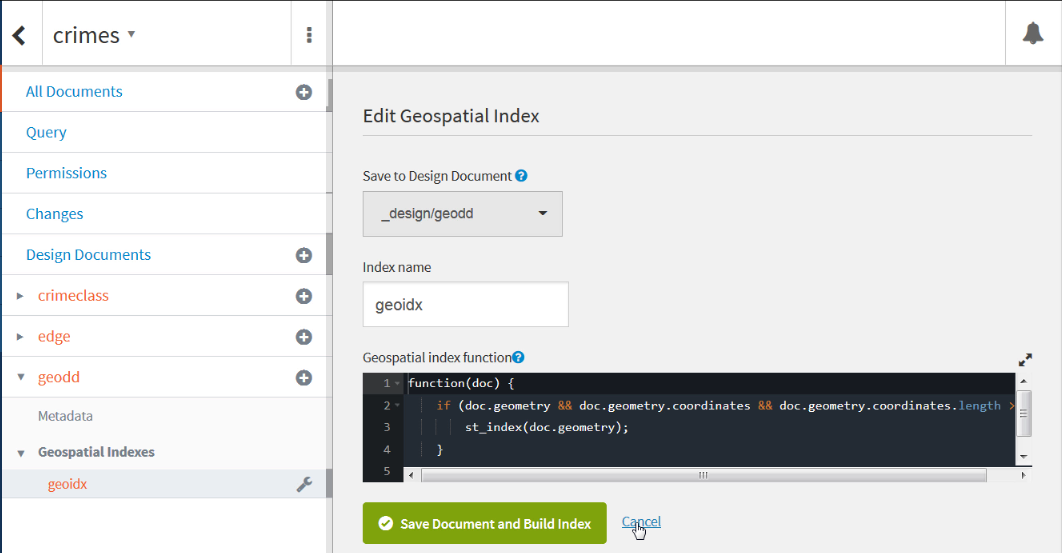 crimes
All Documents
Query
Permissions
Changes
Design Documents
crimeclass
edge
geodd
Metadata
Geospatial Indexes
geoidx
Edit Geospatial Index
Save to Design Document ?
_design/geodd
Index name
geoidx
Geospatial index function ?
1 function(doc) {
2 if (doc.geometry && doc.geometry.coordinates && doc.geometry.coordinates.length >
3 st_index(doc.geometry);
4 }
5
Save Document and Build Index Cancel